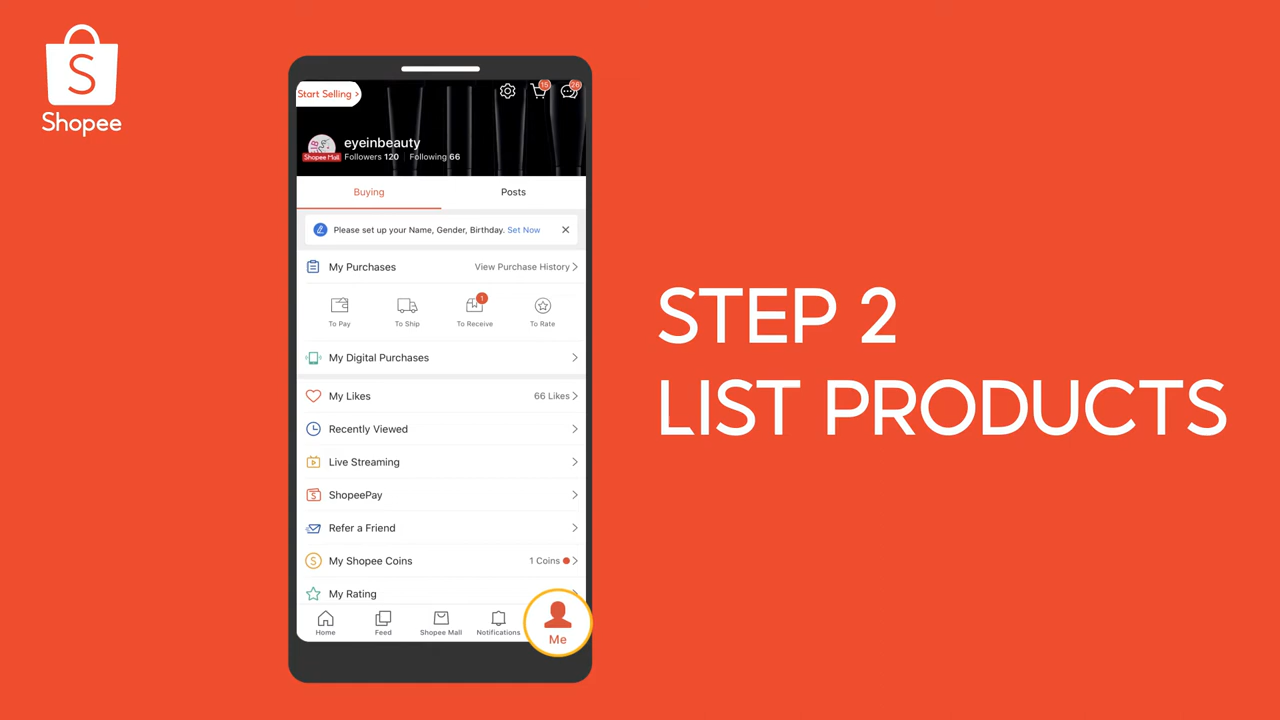 S
Shopee
Start Selling >
15
26
eyeinbeauty
Shopee Mall
Followers 120 | Following 66
Buying
Posts
Please set up your Name, Gender, Birthday. Set Now
My Purchases
View Purchase History >
1
To Pay
To Ship
To Receive
To Rate
My Digital Purchases
My Likes
66 Likes >
Recently Viewed
Live Streaming
ShopeePay
Refer a Friend
My Shopee Coins
1 Coins
My Rating
Home
Feed
Shopee Mall
Notifications
Me
STEP 2
LIST PRODUCTS